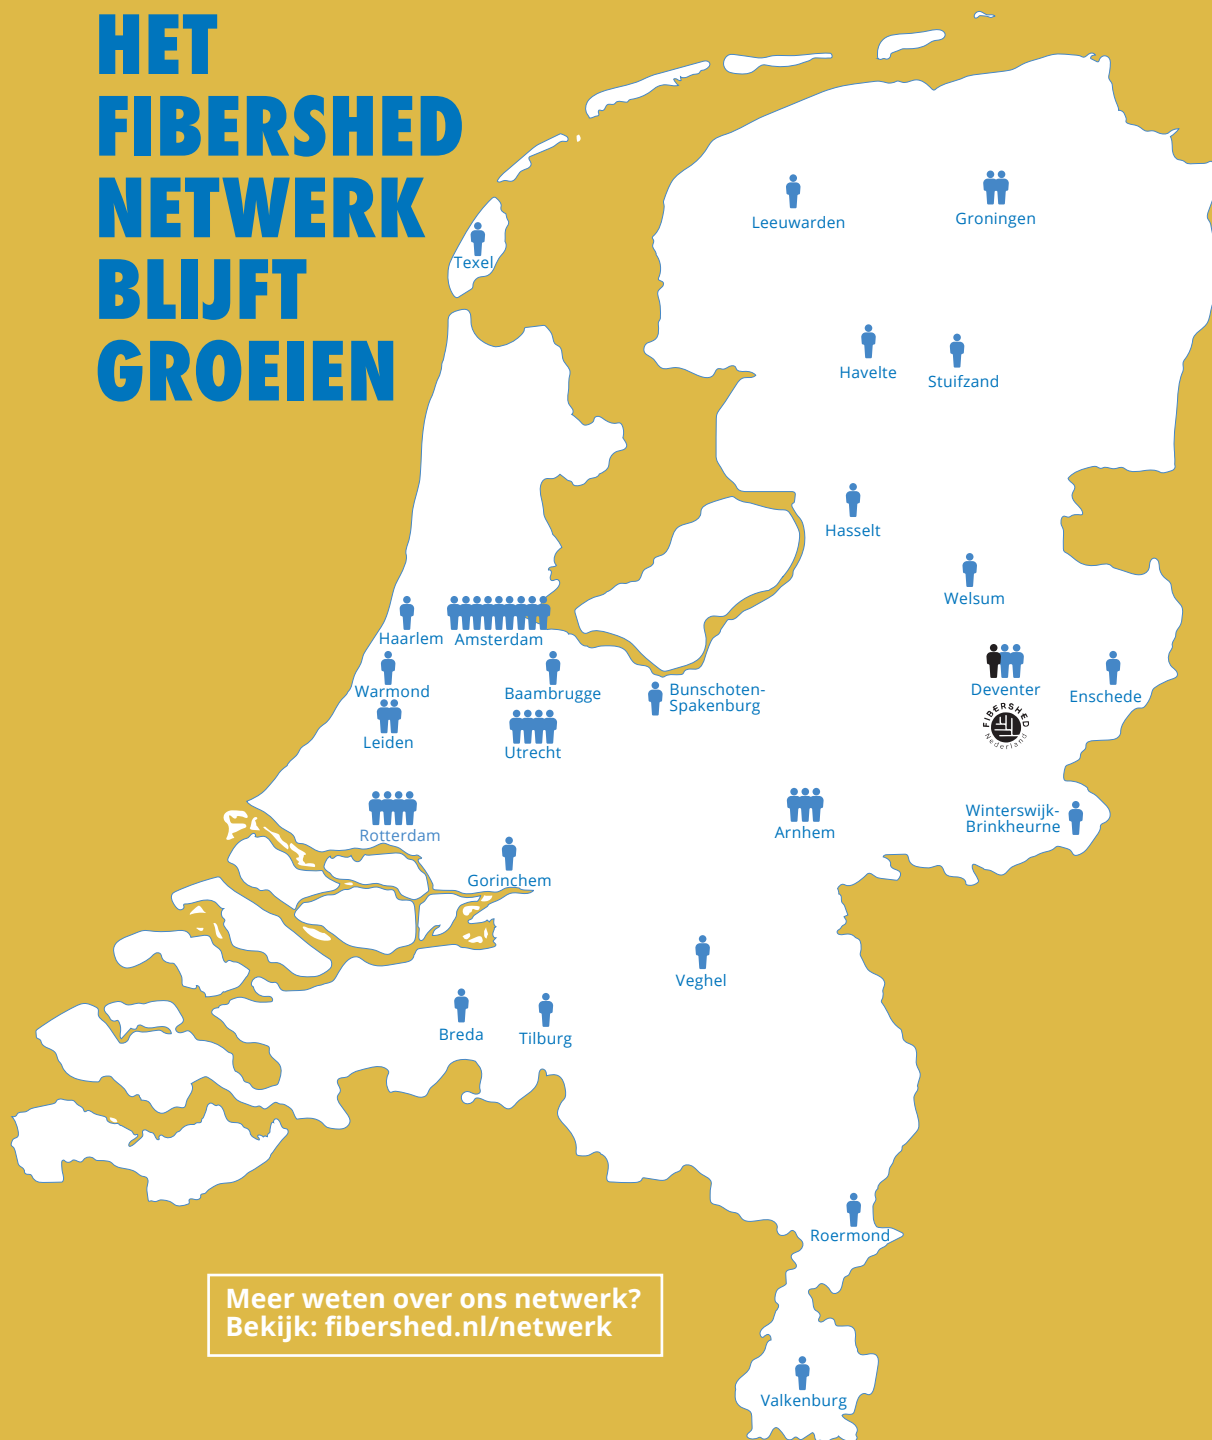 HET
FIBERSHED
NETWERK
BLIJFT
GROEIEN
Leeuwarden
Groningen
Texel
Havelte
Stuifzand
Hasselt
Welsum
Haarlem
Amsterdam
Warmond
Baambrugge
Bunschoten-
Spakenburg
Deventer
Enschede
FIBERSHED
Nederland
Leiden
Utrecht
Rotterdam
Arnhem
Winterswijk-
Brinkheurne
Gorinchem
Veghel
Breda
Tilburg
Roermond
Meer weten over ons netwerk?
Bekijk: fibershed.nl/netwerk
Valkenburg